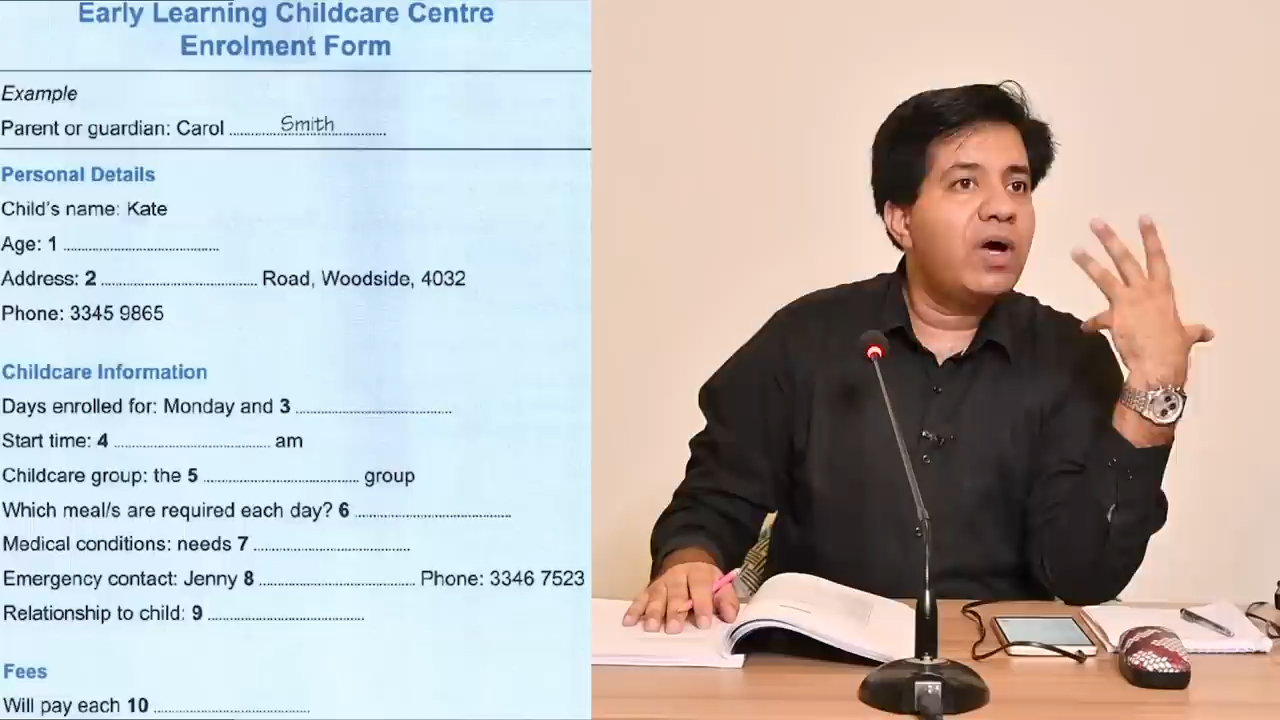 Early Learning Childcare Centre
Enrolment Form
Example
Parent or guardian: Carol ........ Smith ........
Personal Details
Child's name: Kate
Age: 1 ................
Address: 2 ................ Road, Woodside, 4032
Phone: 3345 9865
Childcare Information
Days enrolled for: Monday and 3 ................
Start time: 4 ................ am
Childcare group: the 5 ................ group
Which meal/s are required each day? 6 ................
Medical conditions: needs 7 ................
Emergency contact: Jenny 8 ................ Phone: 3346 7523
Relationship to child: 9 ................
Fees
Will pay each 10 ................